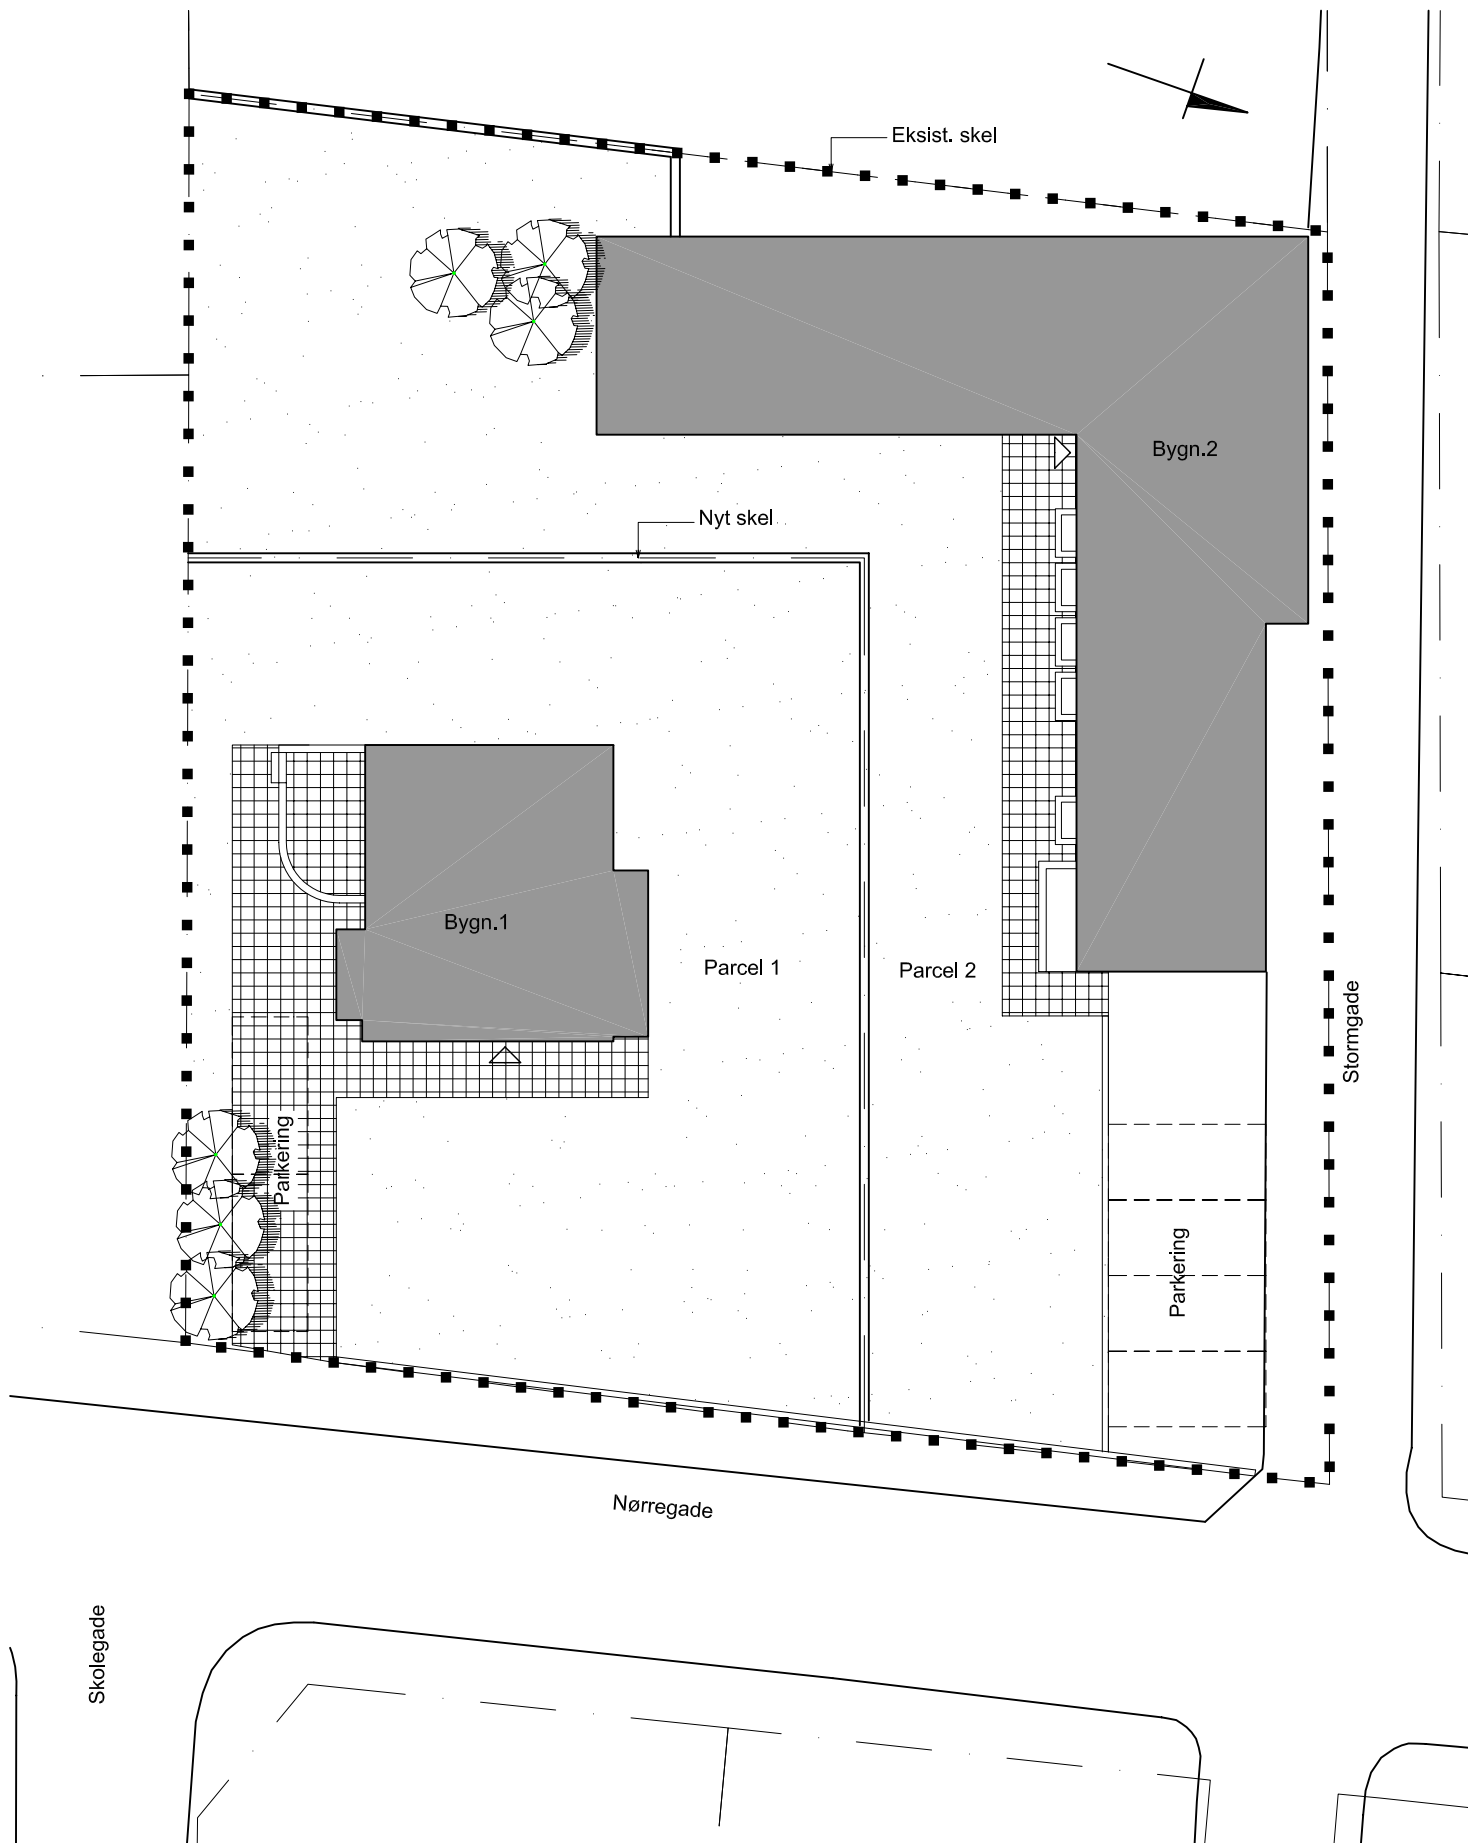 Eksist. skel
Bygn.2
Nyt skel
Bygn.1
Parcel 1
Parcel 2
Stormgade
Parkering
Parkering
Nørregade
Skolegade